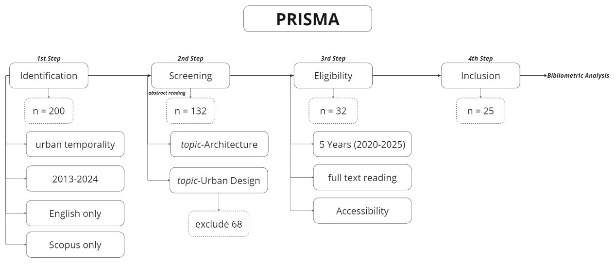 PRISMA
1st Step
2nd Step
3rd Step
4th Step
Identification
Screening
Eligibility
Inclusion
Bibliometric Analysis
abstract reading
n = 200
n = 132
n = 32
n = 25
urban temporality
topic-Architecture
5 Years (2020-2025)
2013-2024
topic-Urban Design
full text reading
English only
exclude 68
Accessibility
Scopus only